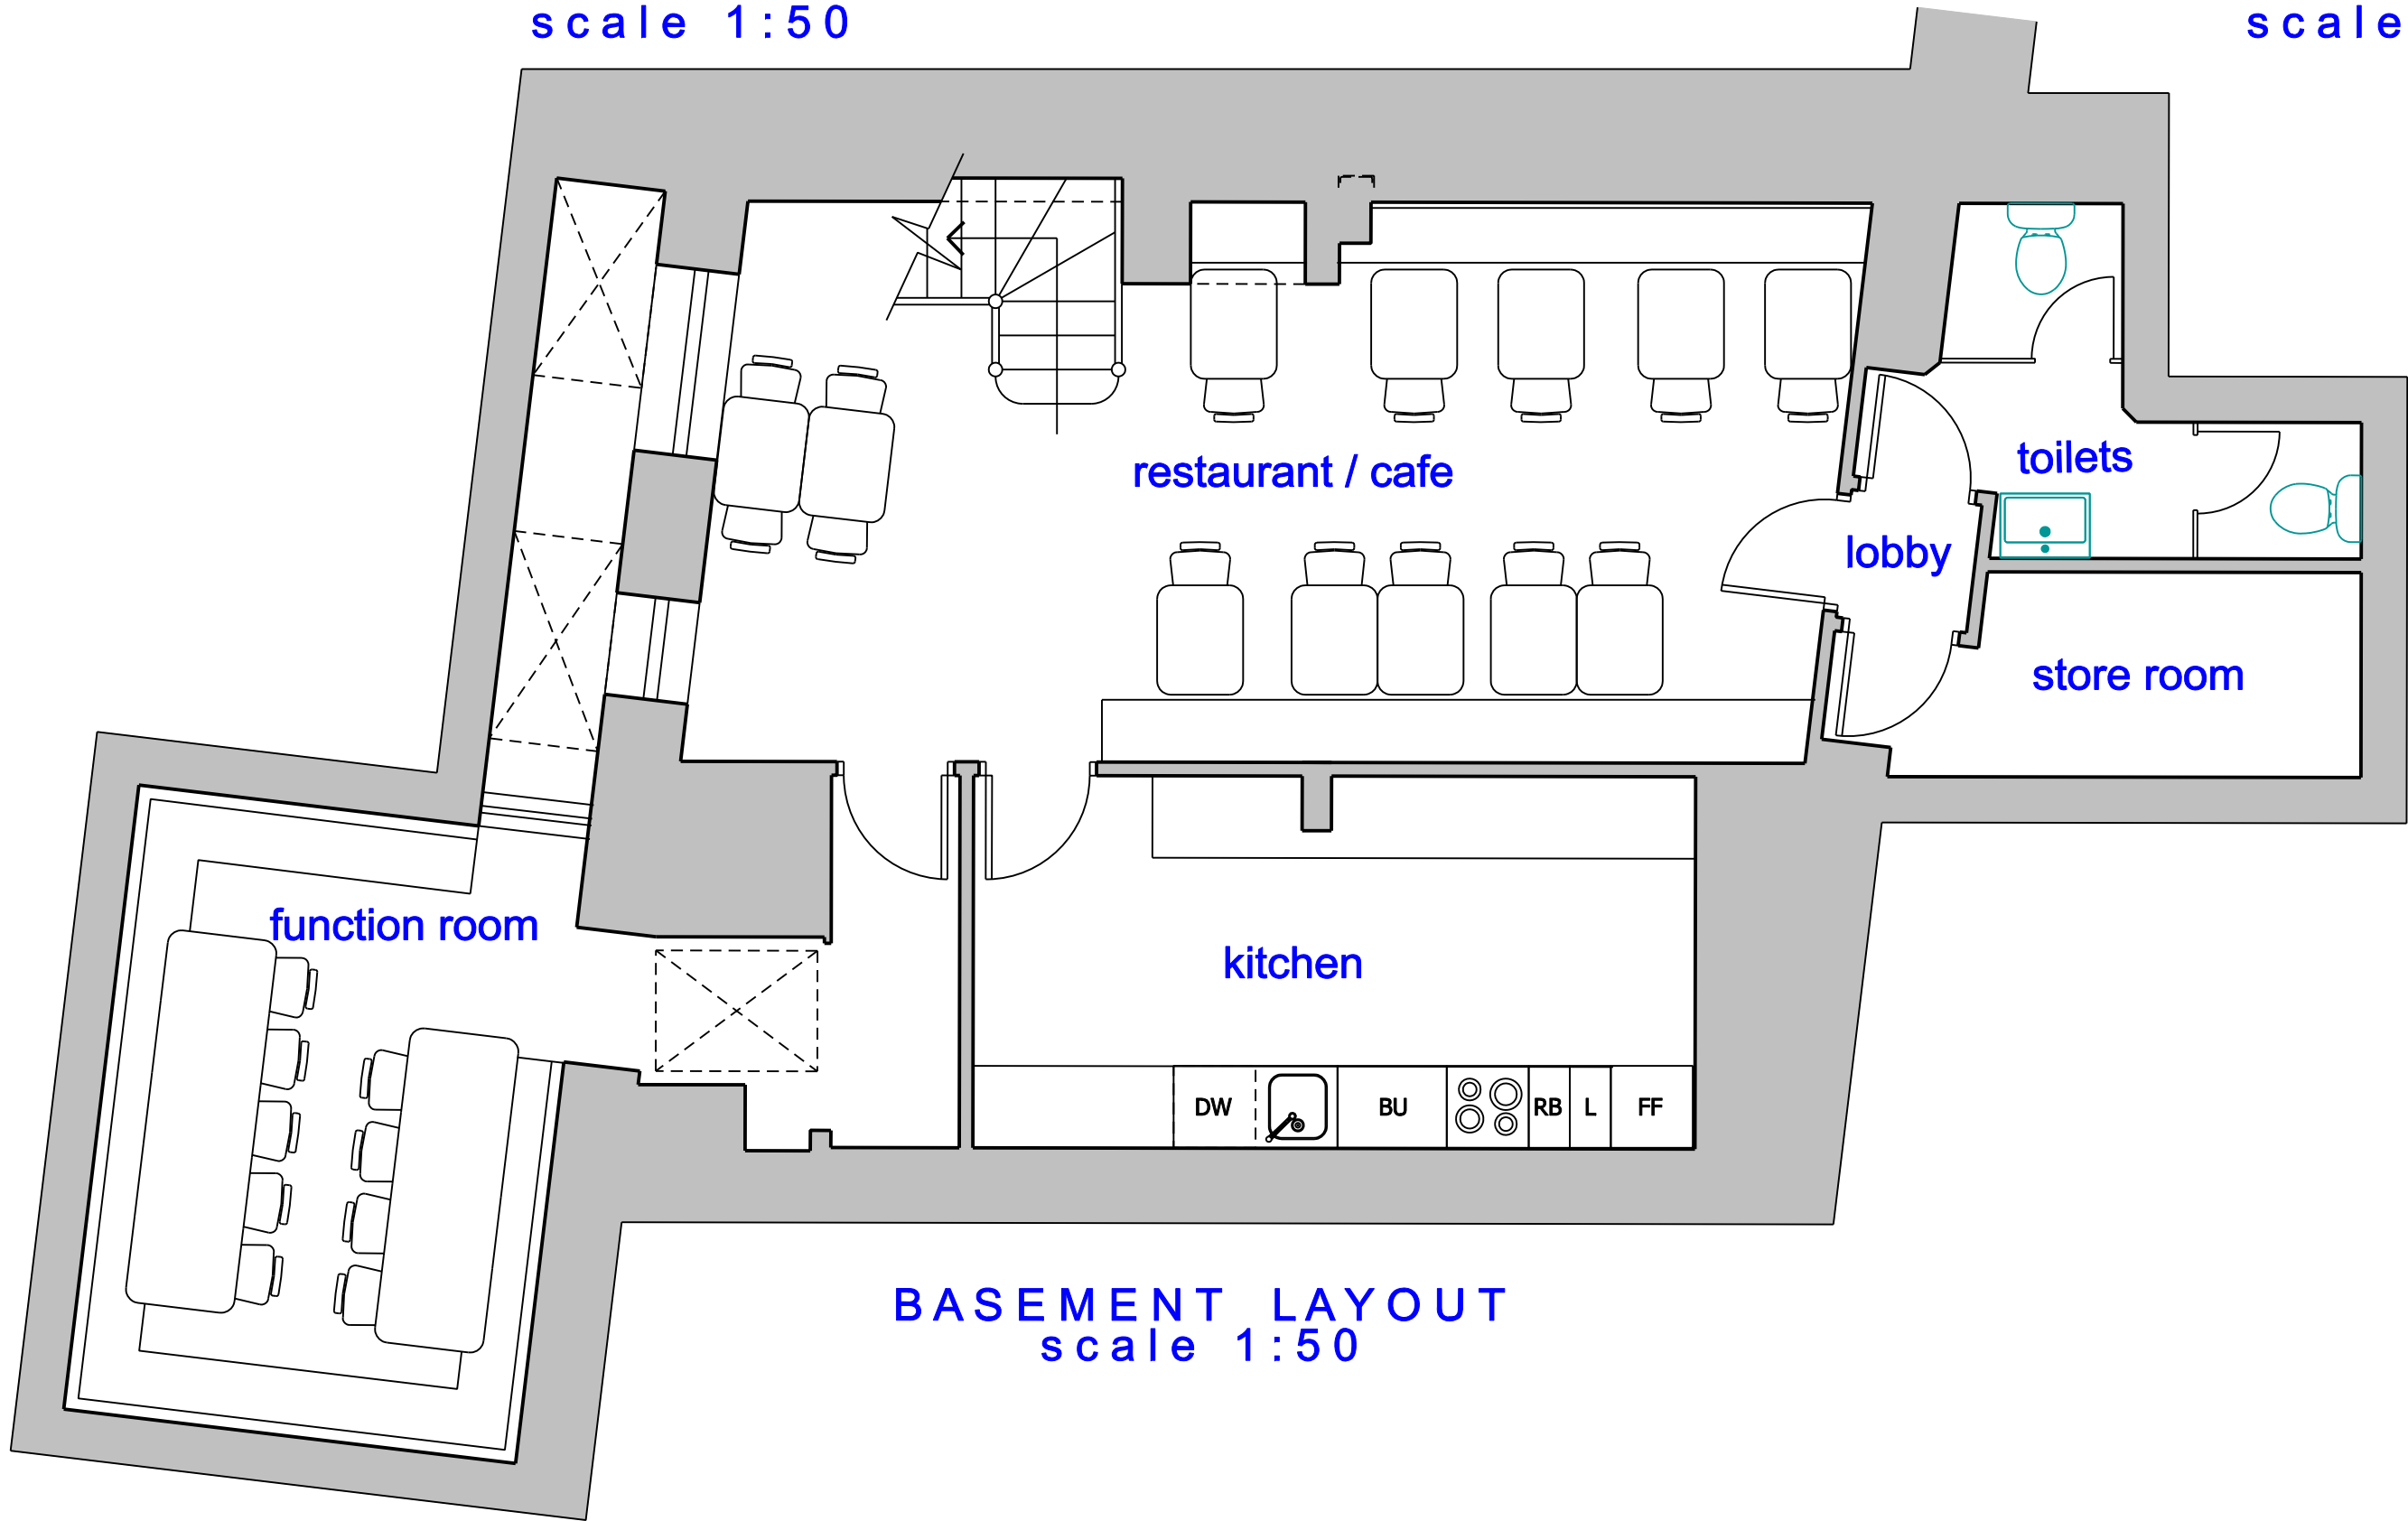 scale 1:50
scale
restaurant / cafe
toilets
lobby
store room
function room
kitchen
DW
BU
RB
L
FF
BASEMENT LAYOUT
scale 1:50